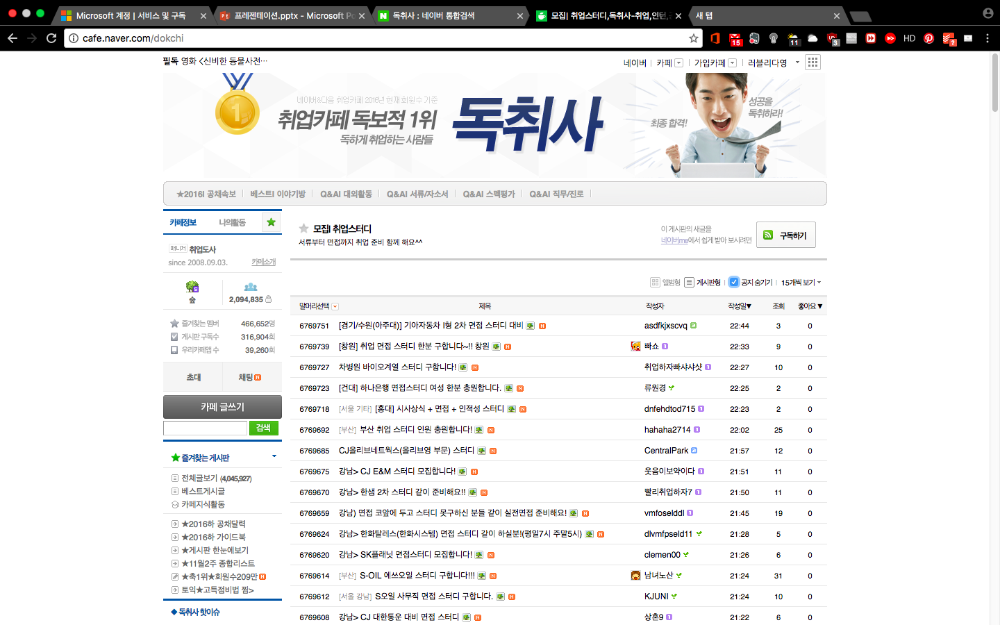 Microsoft 계정 | 서비스 및 구독
프레젠테이션.pptx - Microsoft Po
독취사 : 네이버 통합검색
모집| 취업스터디,독취사-취업,인턴,
새 탭
cafe.naver.com/dokchi
15
11
3
HD
?
필독 영화 <신비한 동물사전…
네이버 카페 가입카페 러블리다영
1
네이버&다음 취업카페 2016년 현재 회원수 기준
취업카페 독보적 1위
독하게 취업하는 사람들
독취사
최종 합격!
성공을
독취하라!
★2016| 공채속보
베스트| 이야기방
Q&A| 대외활동
Q&A| 서류/자소서
Q&A| 스펙평가
Q&A| 직무/진로
카페정보 나의활동
매니저 취업도사
since 2008.09.03. 카페소개
5
숲 2,094,835
즐겨찾는 멤버 466,652명
게시판 구독수 316,904회
우리카페앱 수 39,260회
초대 채팅 N
카페 글쓰기
검색
즐겨찾는 게시판
전체글보기 (4,045,927)
베스트게시글
카페지식활동
★2016하 공채달력
★2016하 가이드북
★게시판 한눈에보기
★11월2주 종합리스트
★축1위★회원수209만 N
토익★고득점비법 찜>
독취사 핫이슈
모집| 취업스터디
서류부터 면접까지 취업 준비 함께 해요^^
이 게시판의 새글을
네이버me에서 쉽게 받아 보시려면
구독하기
앨범형 게시판형 공지 숨기기 15개씩 보기
말머리선택 제목 작성자 작성일▼ 조회 좋아요 ▼
6769751 [경기/수원(아주대)] 기아자동차 I형 2차 면접 스터디 대비 N asdfkjxscvq 3 22:44 3 0
6769739 [창원] 취업 면접 스터디 한분 구합니다~!! 창원 N 빠쇼 1 22:33 9 0
6769727 차병원 바이오계열 스터디 구합니다! N 취업하자빠샤샤샷 1 22:27 10 0
6769723 [건대] 하나은행 면접스터디 여성 한분 충원합니다. N 류원경 22:25 2 0
6769718 [서울 기타] [홍대] 시사상식 + 면접 + 인적성 스터디 N dnfehdtod715 1 22:23 2 0
6769692 [부산] 부산 취업 스터디 인원 충원합니다! N hahaha2714 1 22:02 25 0
6769685 CJ올리브네트웍스(올리브영 부문) 스터디 N CentralPark 2 21:57 12 0
6769675 강남> CJ E&M 스터디 모집합니다! N 웃음이보약이다 1 21:51 11 0
6769670 강남> 한샘 2차 스터디 같이 준비해요!! N 빨리취업하자7 1 21:50 11 0
6769659 강남) 면접 코앞에 두고 스터디 못구하신 분들 같이 실전면접 준비해요! N vmfoselddl 1 21:45 19 0
6769624 강남> 한화탈레스(한화시스템) 면접 스터디 같이 하실분!(평일7시 주말5시) N dlvmfpseld11 21:28 5 0
6769620 강남> SK플래닛 면접스터디 모집합니다! N clemen00 21:26 6 0
6769614 [부산] S-OIL 에쓰오일 스터디 구합니다!!! N 남녀노산 21:24 31 0
6769612 [서울 강남] S오일 사무직 면접 스터디 구합니다. N KJUNI 21:24 10 0
6769608 강남> CJ 대한통운 대비 면접 스터디 N 상혼9 1 21:22 6 0